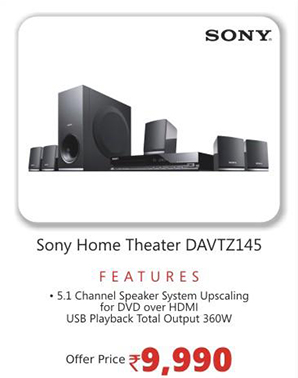 SONY
Sony Home Theater DAVTZ145
FEATURES
• 5.1 Channel Speaker System Upscaling
for DVD over HDMI
USB Playback Total Output 360W
Offer Price ₹9,990